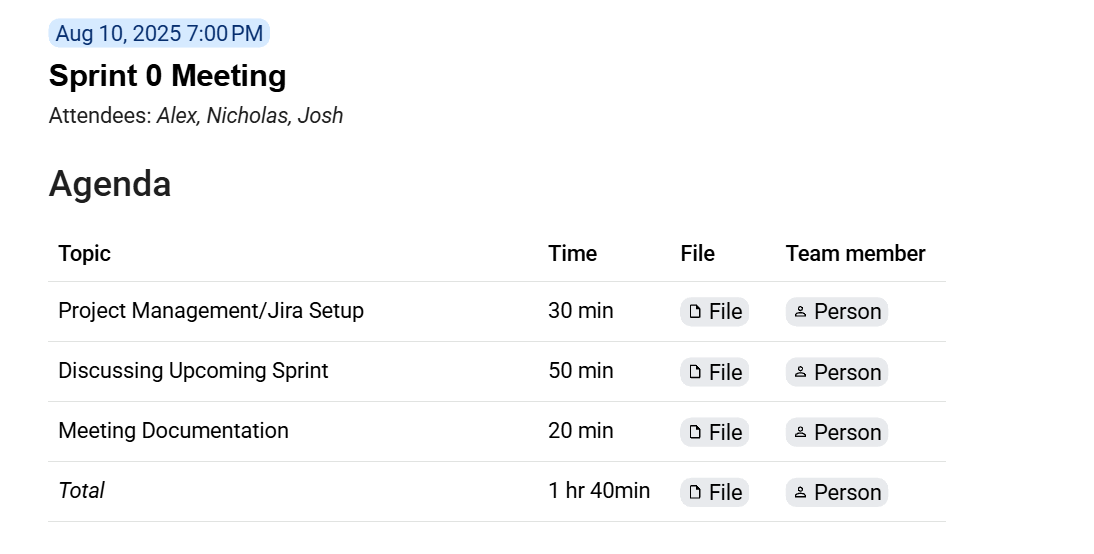 Aug 10, 2025 7:00 PM
Sprint 0 Meeting
Attendees: Alex, Nicholas, Josh
Agenda
Topic Time File Team member
Project Management/Jira Setup 30 min File Person
Discussing Upcoming Sprint 50 min File Person
Meeting Documentation 20 min File Person
Total 1 hr 40min File Person